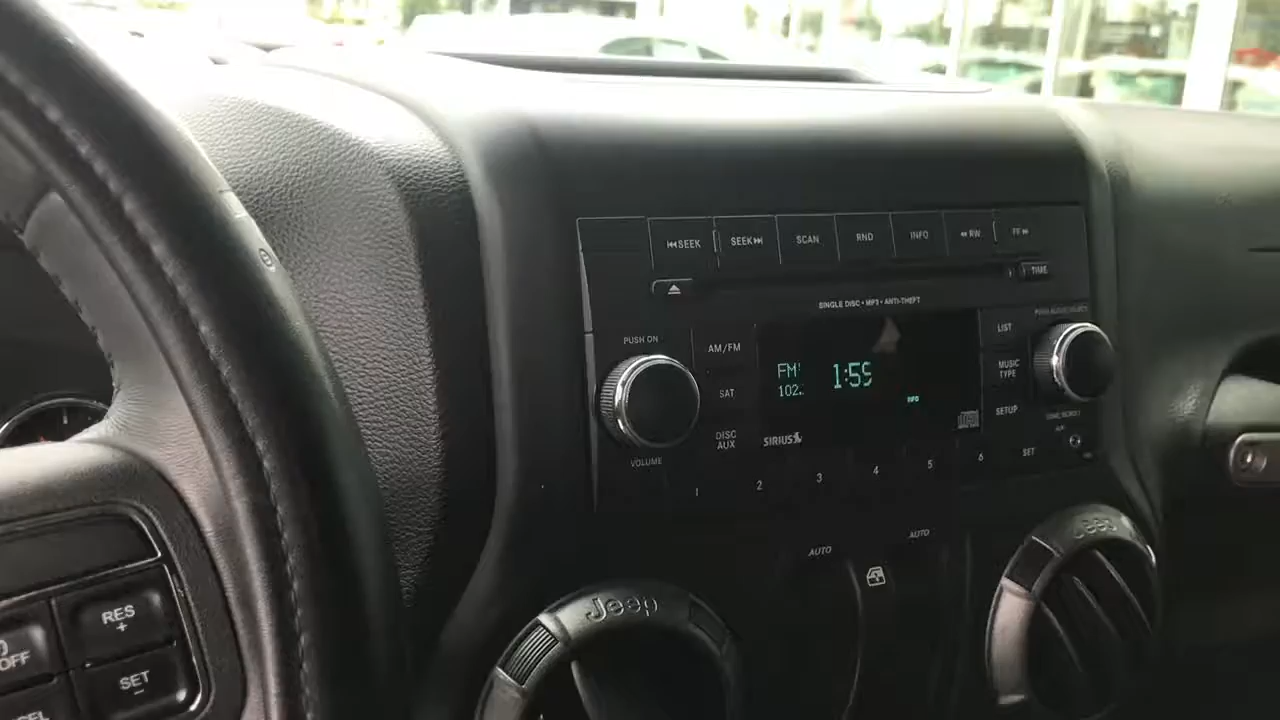 SEEK
SEEK
SCAN
RND
INFO
RW
FF
TIME
SINGLE DISC • MP3 • ANTI-THEFT
PUSH ON
AM/FM
SAT
DISC
AUX
VOLUME
FM
102
1:59
INFO
SIRIUS
LIST
MUSIC
TYPE
SETUP
SET
1
2
3
4
5
6
AUTO
AUTO
Jeep
Jeep
RES
+
SET
-
OFF